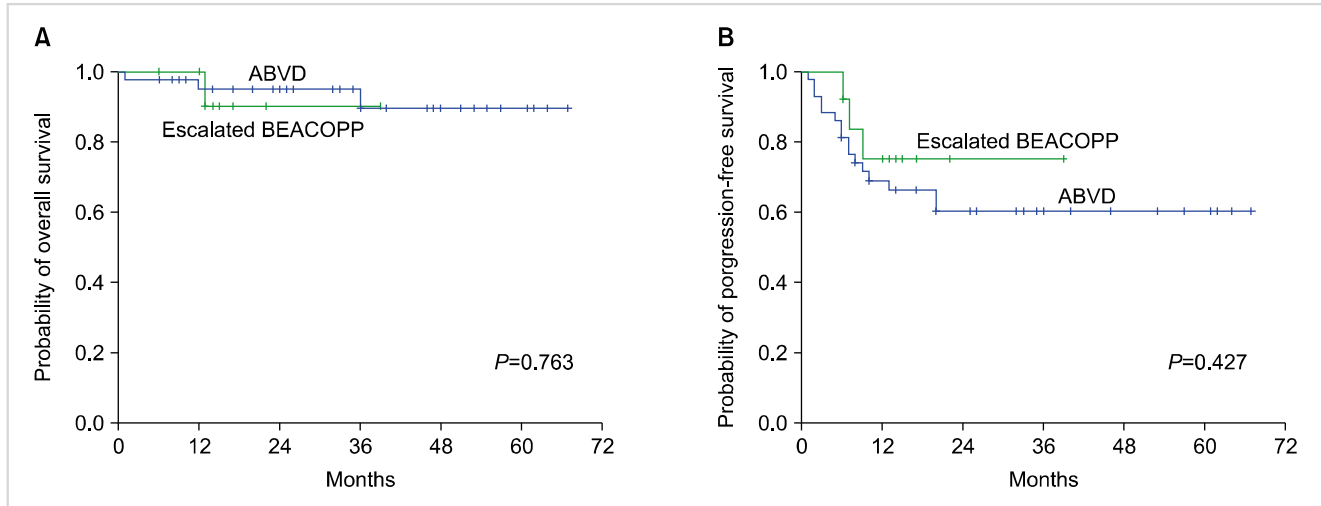 A
Probability of overall survival
1.0
0.8
0.6
0.4
0.2
0.0
ABVD
Escalated BEACOPP
P=0.763
0 12 24 36 48 60 72
Months
B
Probability of porgression-free survival
1.0
0.8
0.6
0.4
0.2
0.0
Escalated BEACOPP
ABVD
P=0.427
0 12 24 36 48 60 72
Months